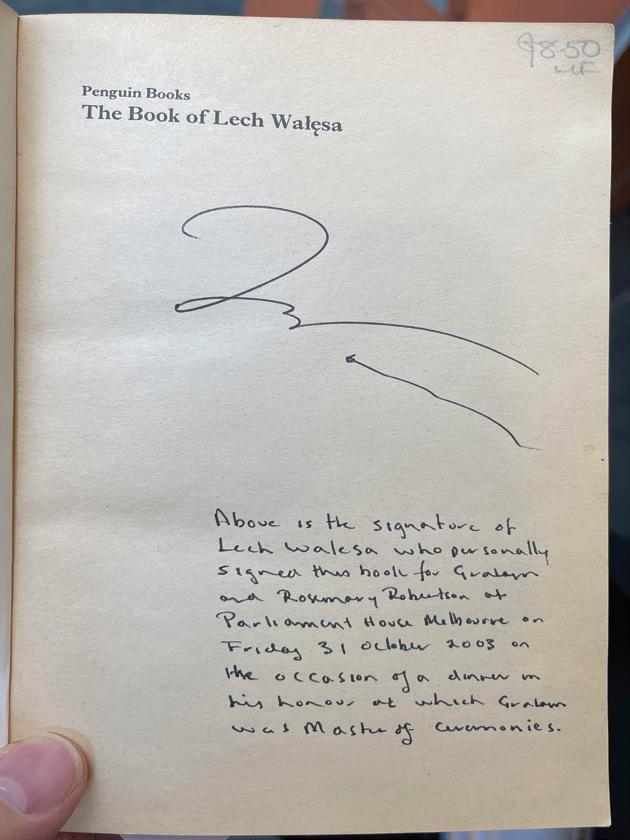 $8.50
Penguin Books
The Book of Lech Wałęsa
Above is the signature of
Lech Walesa who personally
signed this book for Graham
and Rosemary Robertson at
Parliament House Melbourne on
Friday 31 October 2003 on
the occasion of a dinner in
his honour at which Graham
was Master of Ceremonies.